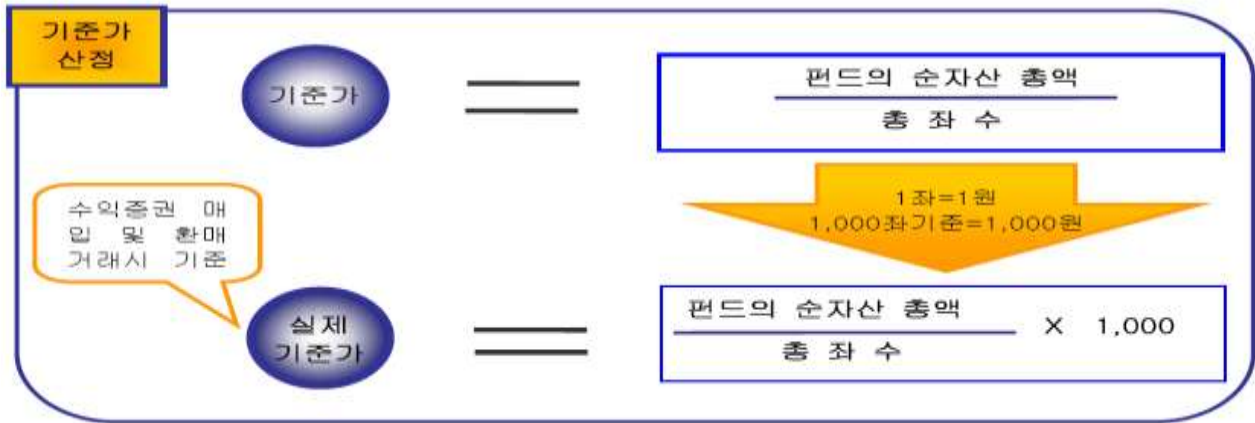 기준가
산정
기준가
펀드의 순자산 총액
총 좌 수
1좌=1원
1,000좌기준=1,000원
수익증권 매
입 및 환매
거래시 기준
실제
기준가
펀드의 순자산 총액
총 좌 수
X 1,000